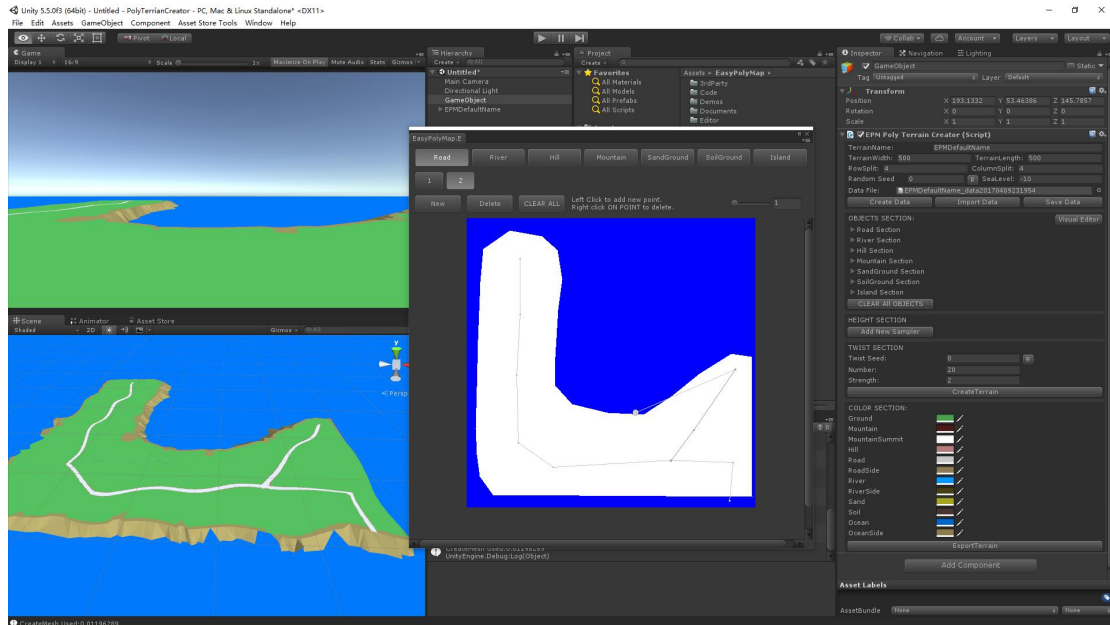 Unity 5.5.0f3 (64bit) - Untitled - PolyTerrianCreator - PC, Mac & Linux Standalone* <DX11>
File Edit Assets GameObject Component Asset Store Tools Window Help
Pivot Local
Collab Account Layers Layout
Game
Display 1 16:9 Scale 1x Maximize On Play Mute Audio Stats Gizmos
Hierarchy
Create All
Untitled*
Main Camera
Directional Light
GameObject
EPMDefaultName
Project
Create
Favorites
All Materials
All Models
All Prefabs
All Scripts
Assets EasyPolyMap
3rdParty
Code
Demos
Documents
Editor
EasyPolyMap.E
Road River Hill Mountain SandGround SoilGround Island
1 2
New Delete CLEAR ALL
Left Click to add new point.
Right click ON POINT to delete.
1
Scene Animator Asset Store
Shaded 2D Gizmos All
y
Persp
CreateMesh Used:0.01196289
UnityEngine.Debug:Log(Object)
Inspector Navigation Lighting
GameObject Static
Tag Untagged Layer Default
Transform
Position X 193.1332 Y 53.46386 Z 145.7857
Rotation X 0 Y 0 Z 0
Scale X 1 Y 1 Z 1
EPM Poly Terrain Creator (Script)
TerrainName: EPMDefaultName
TerrainWidth: 500 TerrainLength: 500
RowSplit: 4 ColumnSplit: 4
Random Seed 0 R SeaLevel: -10
Data File: EPMDefaultName_data20170409231954
Create Data Import Data Save Data
OBJECTS SECTION: Visual Editor
Road Section
River Section
Hill Section
Mountain Section
SandGround Section
SoilGround Section
Island Section
CLEAR All OBJECTS
HEIGHT SECTION
Add New Sampler
TWIST SECTION
Twist Seed: 0 R
Number: 20
Strength: 2
CreateTerrain
COLOR SECTION:
Ground
Mountain
MountainSummit
Hill
Road
RoadSide
River
RiverSide
Sand
Soil
Ocean
OceanSide
ExportTerrain
Add Component
Asset Labels
AssetBundle None None
CreateMesh Used:0.01196289